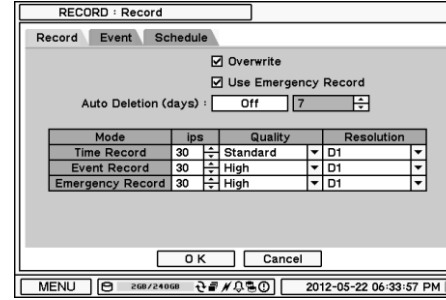 RECORD : Record
Record Event Schedule
Overwrite
Use Emergency Record
Auto Deletion (days) : Off 7
Mode ips Quality Resolution
Time Record 30 Standard D1
Event Record 30 High D1
Emergency Record 30 High D1
O K Cancel
MENU 2GB/240GB 2012-05-22 06:33:57 PM